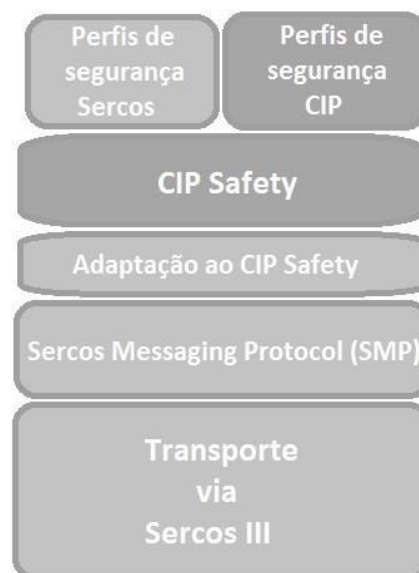 Perfis de
segurança
Sercos
Perfis de
segurança
CIP
CIP Safety
Adaptação ao CIP Safety
Sercos Messaging Protocol (SMP)
Transporte
via
Sercos III